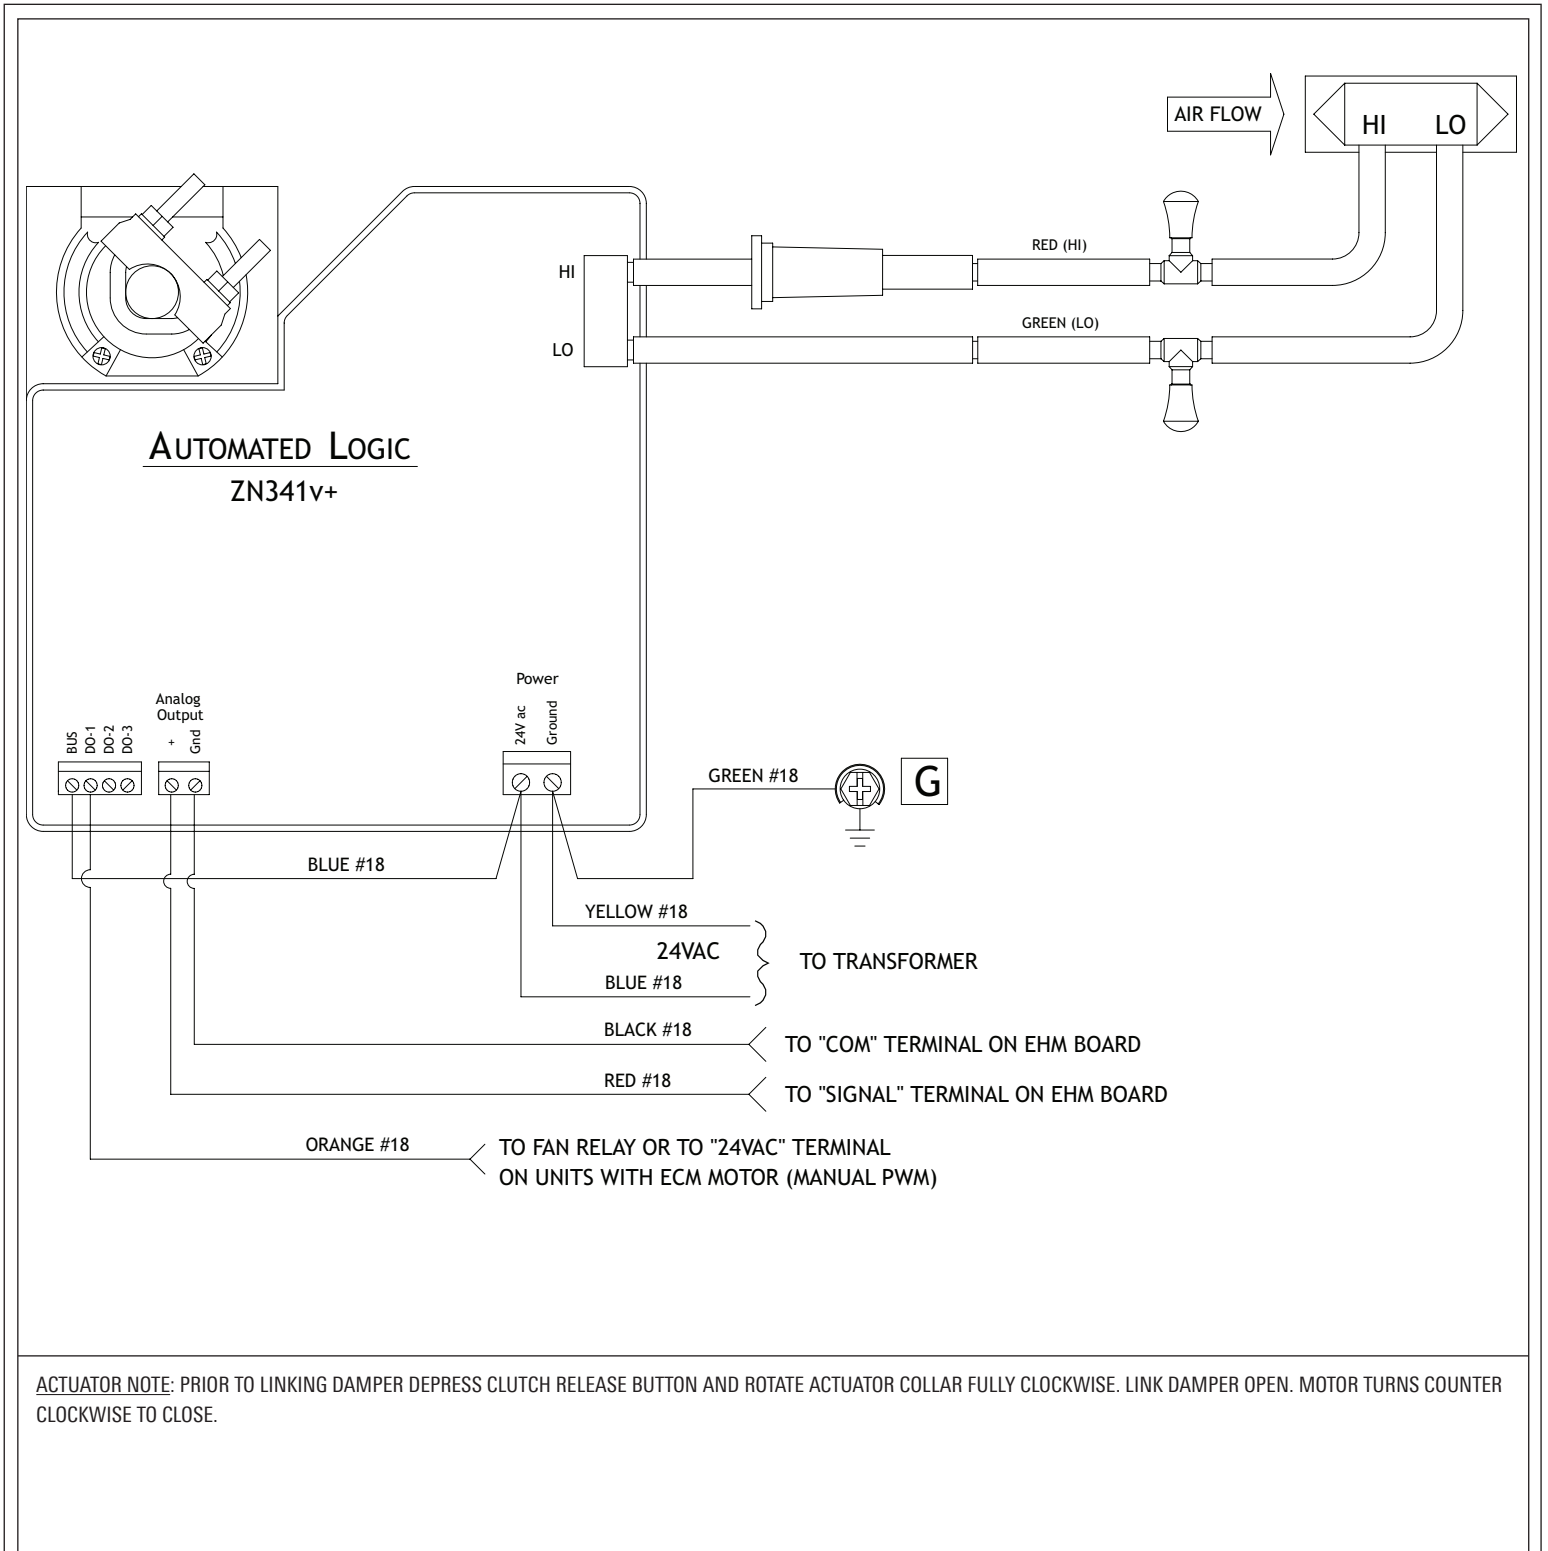 AIR FLOW
HI LO
RED (HI)
HI
GREEN (LO)
LO
AUTOMATED LOGIC
ZN341v+
Power
24V ac
Ground
Analog
Output
+
Gnd
BUS
DO-1
DO-2
DO-3
GREEN #18
G
BLUE #18
YELLOW #18
24VAC
TO TRANSFORMER
BLUE #18
BLACK #18
TO "COM" TERMINAL ON EHM BOARD
RED #18
TO "SIGNAL" TERMINAL ON EHM BOARD
ORANGE #18
TO FAN RELAY OR TO "24VAC" TERMINAL
ON UNITS WITH ECM MOTOR (MANUAL PWM)
ACTUATOR NOTE: PRIOR TO LINKING DAMPER DEPRESS CLUTCH RELEASE BUTTON AND ROTATE ACTUATOR COLLAR FULLY CLOCKWISE. LINK DAMPER OPEN. MOTOR TURNS COUNTER
CLOCKWISE TO CLOSE.